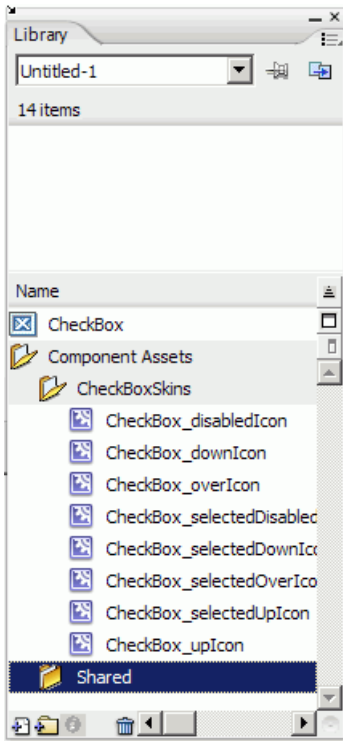 Library
Untitled-1
14 items
Name
CheckBox
Component Assets
CheckBoxSkins
CheckBox_disabledIcon
CheckBox_downIcon
CheckBox_overIcon
CheckBox_selectedDisabled
CheckBox_selectedDownIco
CheckBox_selectedOverIco
CheckBox_selectedUpIcon
CheckBox_upIcon
Shared